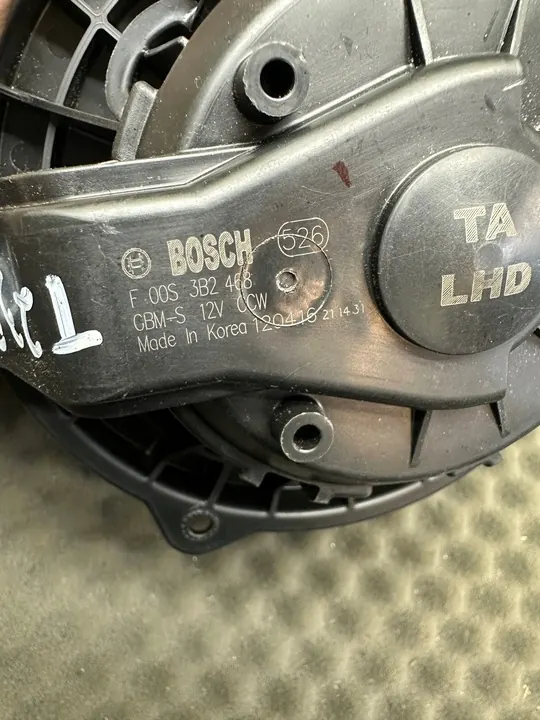 BOSCH 526
F 00S 3B2 468
GBM-S 12V CCW
Made In Korea 120416 21 14 31
TA
LHD